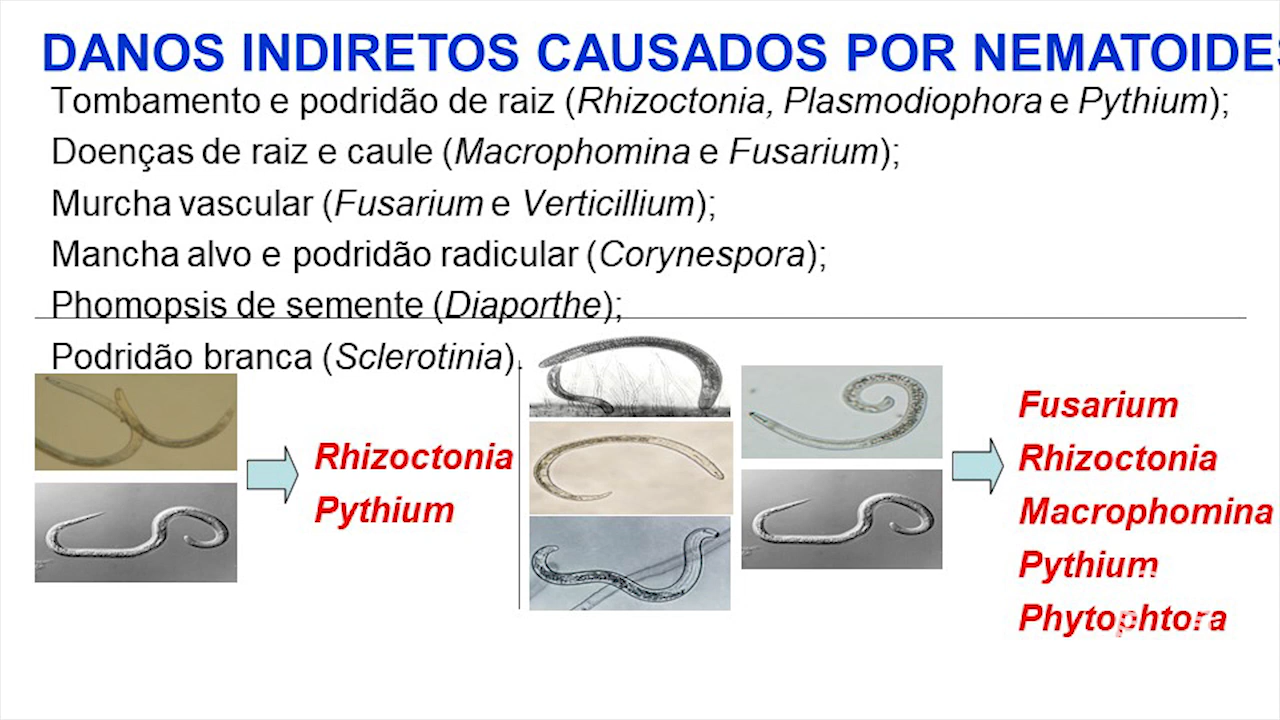 DANOS INDIRETOS CAUSADOS POR NEMATOIDES
Tombamento e podridão de raiz (Rhizoctonia, Plasmodiophora e Pythium);
Doenças de raiz e caule (Macrophomina e Fusarium);
Murcha vascular (Fusarium e Verticillium);
Mancha alvo e podridão radicular (Corynespora);
Phomopsis de semente (Diaporthe);
Podridão branca (Sclerotinia).
Rhizoctonia
Pythium
Fusarium
Rhizoctonia
Macrophomina
Pythium
Phytophtora